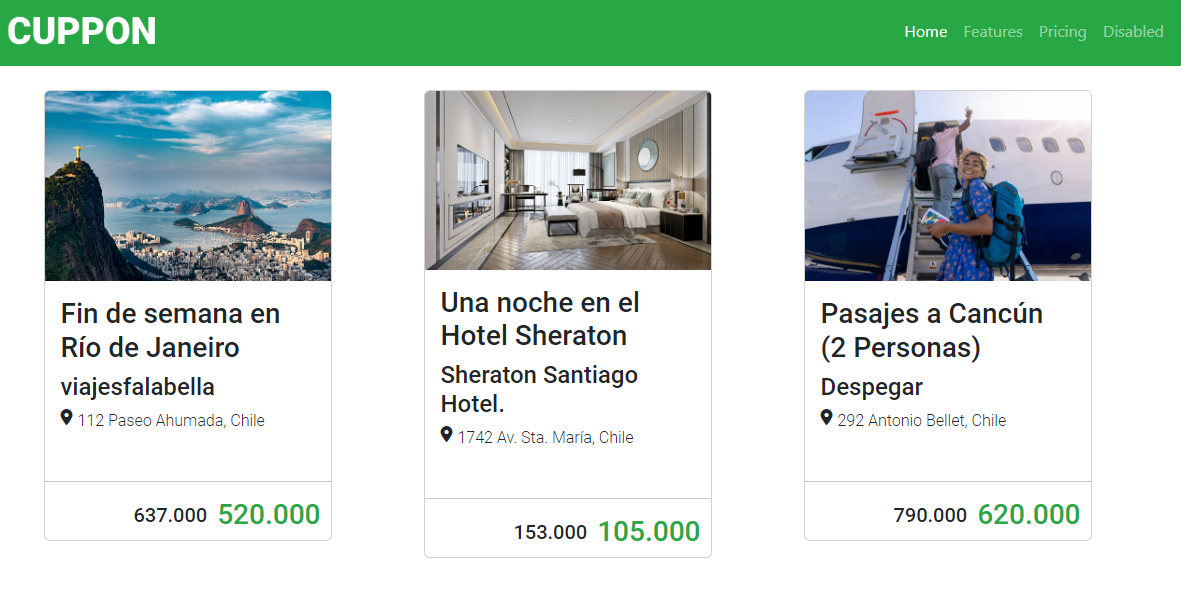 CUPPON
Home Features Pricing Disabled
Fin de semana en
Río de Janeiro
viajesfalabella
112 Paseo Ahumada, Chile
637.000 520.000
Una noche en el
Hotel Sheraton
Sheraton Santiago
Hotel.
1742 Av. Sta. María, Chile
153.000 105.000
Pasajes a Cancún
(2 Personas)
Despegar
292 Antonio Bellet, Chile
790.000 620.000